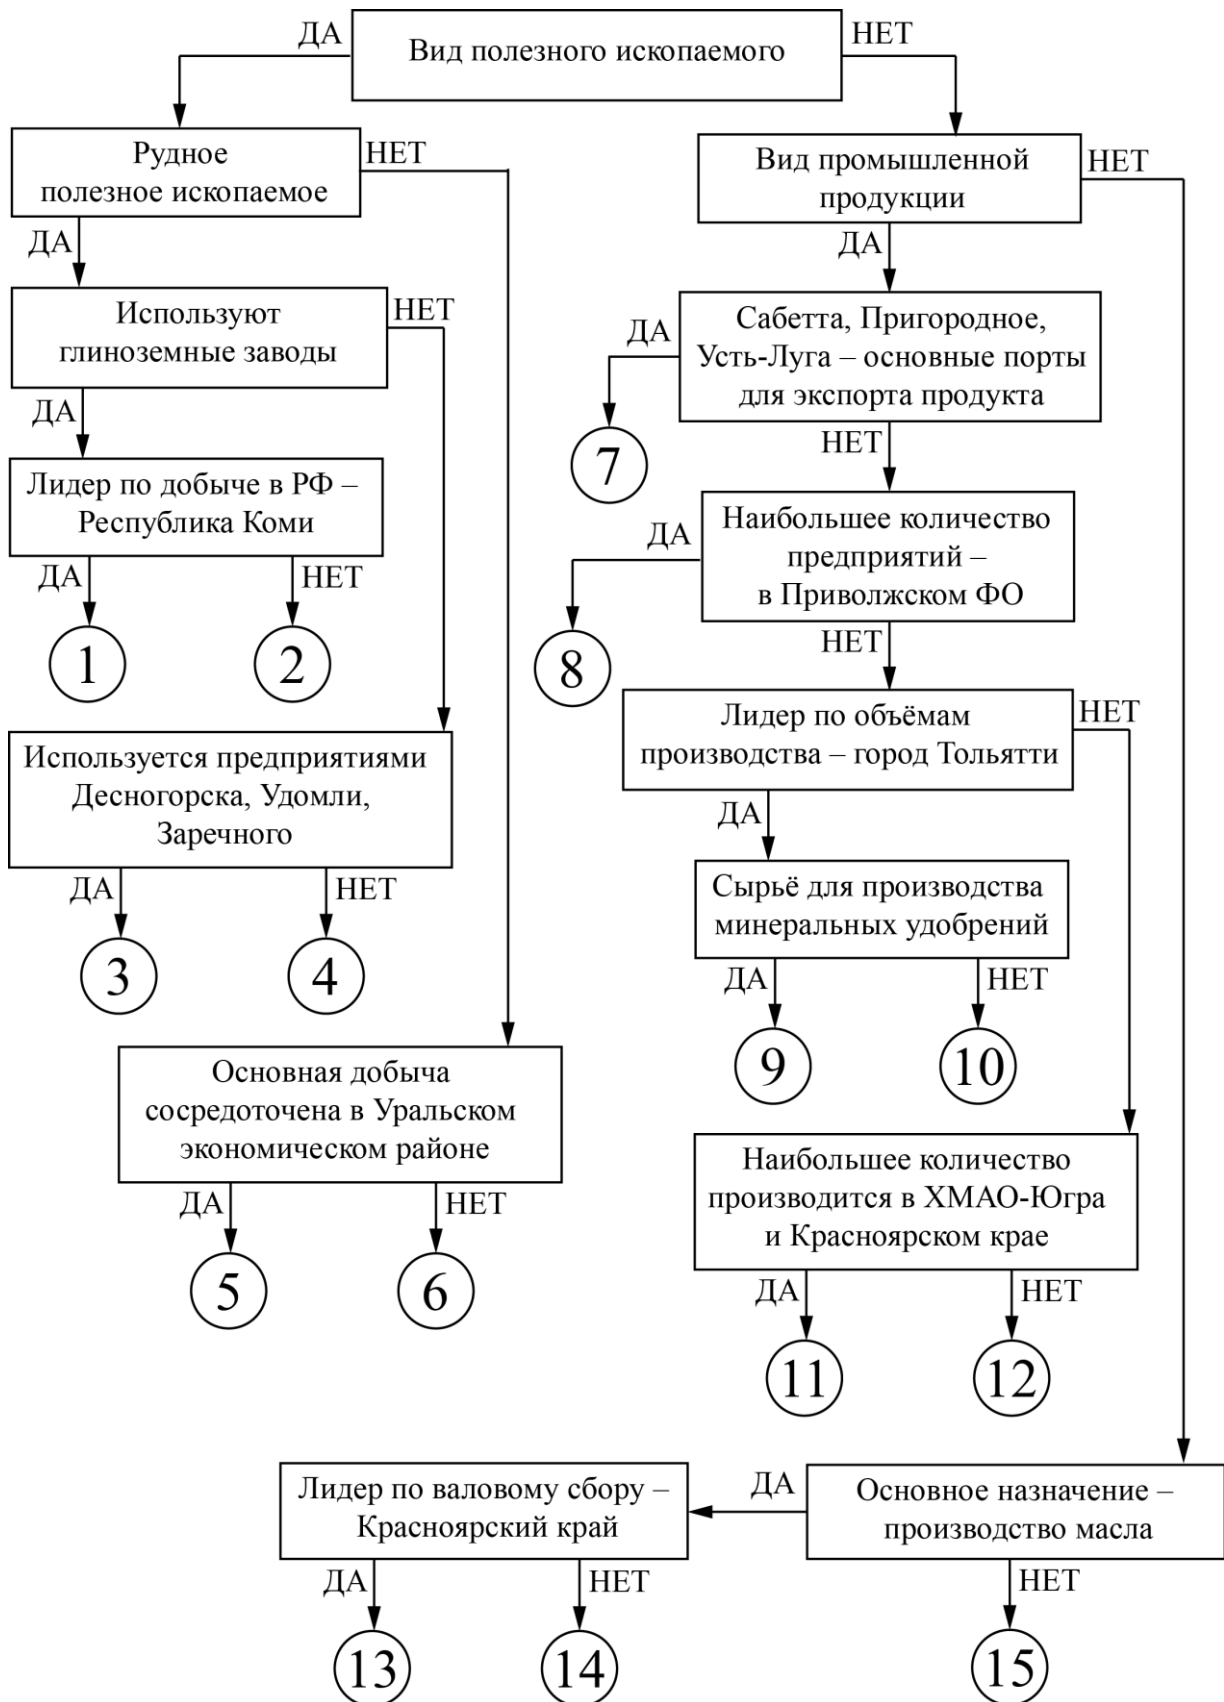 Вид полезного ископаемого
ДА
НЕТ
Рудное
полезное ископаемое
НЕТ
ДА
Вид промышленной
продукции
НЕТ
ДА
Используют
глиноземные заводы
НЕТ
ДА
Сабетта, Пригородное,
Усть-Луга – основные порты
для экспорта продукта
ДА
7
НЕТ
Лидер по добыче в РФ –
Республика Коми
ДА
НЕТ
1
2
Наибольшее количество
предприятий –
в Приволжском ФО
ДА
8
НЕТ
Используется предприятиями
Десногорска, Удомли,
Заречного
ДА
НЕТ
3
4
Лидер по объёмам
производства – город Тольятти
НЕТ
ДА
Сырьё для производства
минеральных удобрений
ДА
НЕТ
9
10
Основная добыча
сосредоточена в Уральском
экономическом районе
ДА
НЕТ
5
6
Наибольшее количество
производится в ХМАО-Югра
и Красноярском крае
ДА
НЕТ
11
12
Лидер по валовому сбору –
Красноярский край
ДА
Основное назначение –
производство масла
ДА
НЕТ
НЕТ
13
14
15